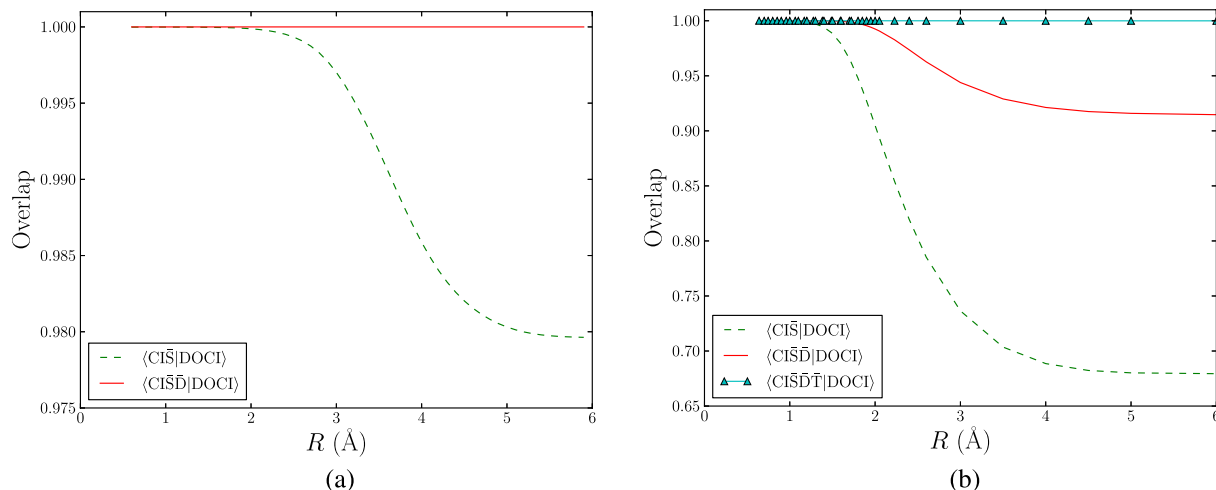 1.000
0.995
0.990
0.985
0.980
0.975
Overlap
0
1
2
3
4
5
6
R (Å)
⟨CIS̄|DOCI⟩
⟨CIS̄D̄|DOCI⟩
(a)
1.00
0.95
0.90
0.85
0.80
0.75
0.70
0.65
Overlap
0
1
2
3
4
5
6
R (Å)
⟨CIS̄|DOCI⟩
⟨CIS̄D̄|DOCI⟩
⟨CIS̄D̄T̄|DOCI⟩
(b)